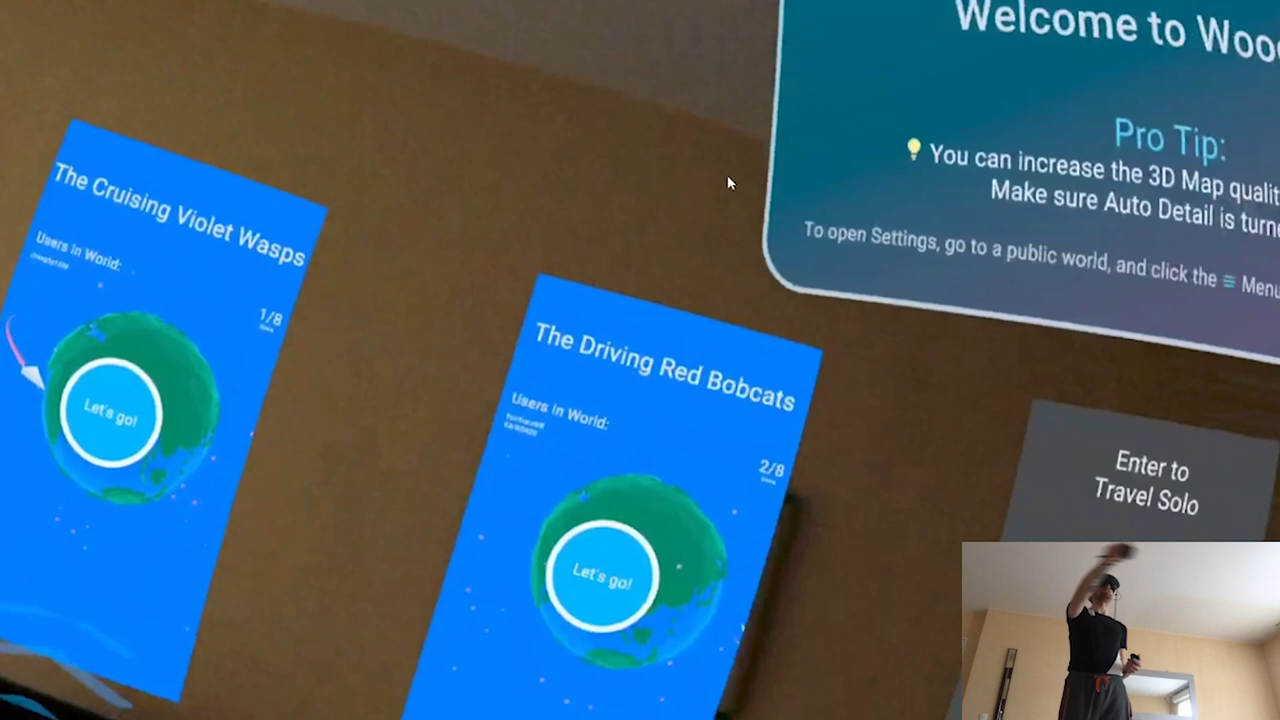 Welcome to Woo
Pro Tip:
💡 You can increase the 3D Map qualit
Make sure Auto Detail is turn
To open Settings, go to a public world, and click the ≡ Menu
The Cruising Violet Wasps
Users in World:
1/8
Let's go!
The Driving Red Bobcats
Users in World:
2/8
Let's go!
Enter to
Travel Solo